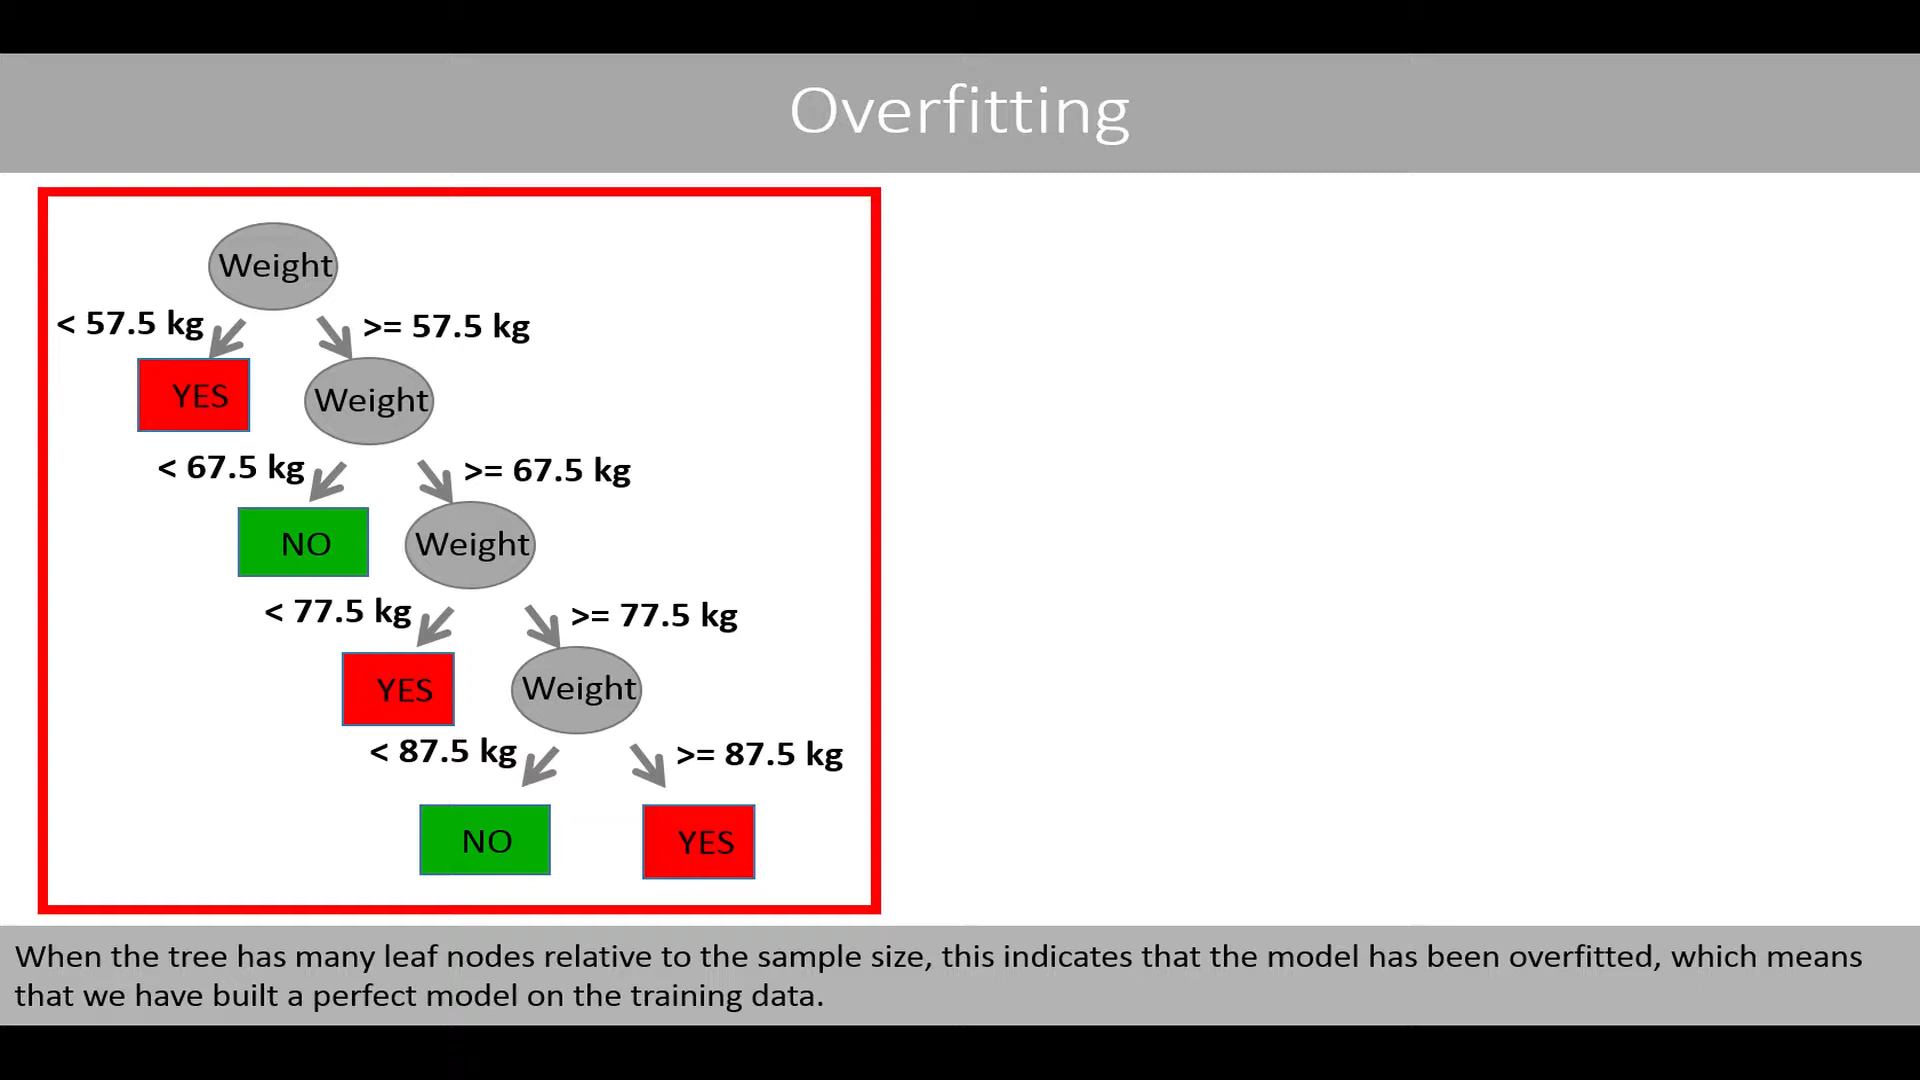 Overfitting
Weight
< 57.5 kg
>= 57.5 kg
YES
Weight
< 67.5 kg
>= 67.5 kg
NO
Weight
< 77.5 kg
>= 77.5 kg
YES
Weight
< 87.5 kg
>= 87.5 kg
NO
YES
When the tree has many leaf nodes relative to the sample size, this indicates that the model has been overfitted, which means
that we have built a perfect model on the training data.